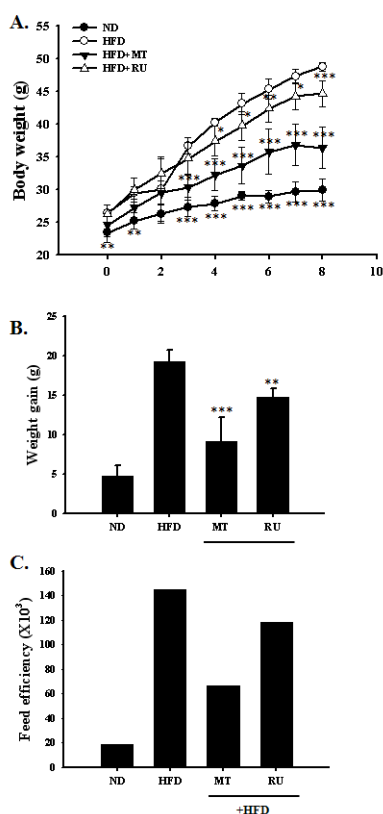 A.
ND
HFD
HFD+MT
HFD+RU
Body weight (g)
55
50
45
40
35
30
25
20
0 2 4 6 8 10
** ** *** *** *** *** *** ***
*** *** *** *** *** ***
* * ** * ***
B.
Weight gain (g)
25
20
15
10
5
0
*** **
ND HFD MT RU
C.
Feed efficiency (X10³)
160
140
120
100
80
60
40
20
0
ND HFD MT RU
+HFD